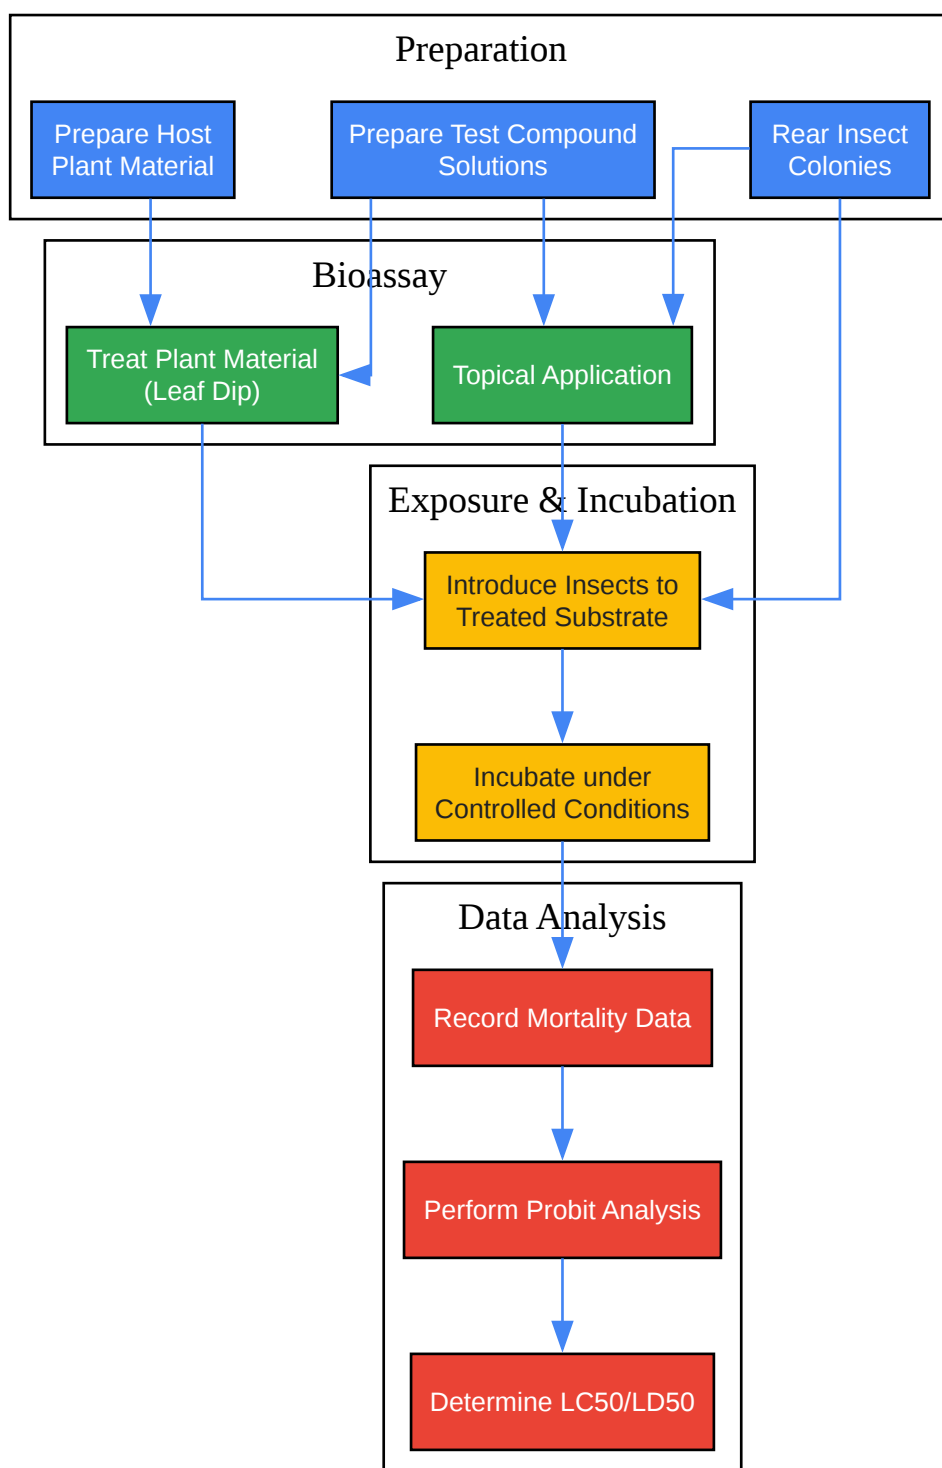 Preparation
Prepare Host
Plant Material
Prepare Test Compound
Solutions
Rear Insect
Colonies
Bioassay
Treat Plant Material
(Leaf Dip)
Topical Application
Exposure & Incubation
Introduce Insects to
Treated Substrate
Incubate under
Controlled Conditions
Data Analysis
Record Mortality Data
Perform Probit Analysis
Determine LC50/LD50